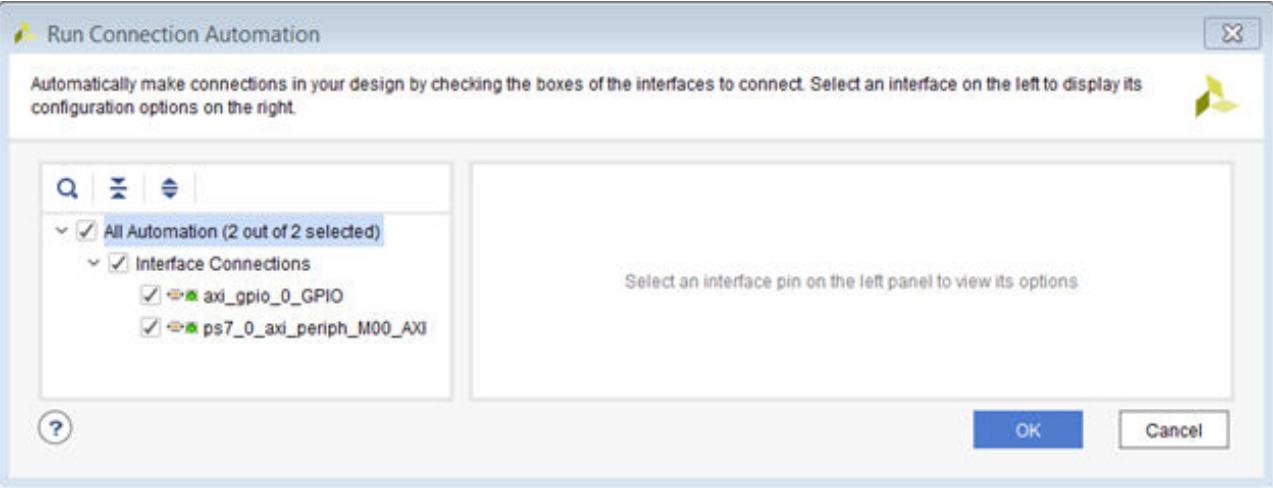 Run Connection Automation
Automatically make connections in your design by checking the boxes of the interfaces to connect. Select an interface on the left to display its
configuration options on the right.
All Automation (2 out of 2 selected)
Interface Connections
axi_gpio_0_GPIO
ps7_0_axi_periph_M00_AXI
Select an interface pin on the left panel to view its options
?
OK
Cancel